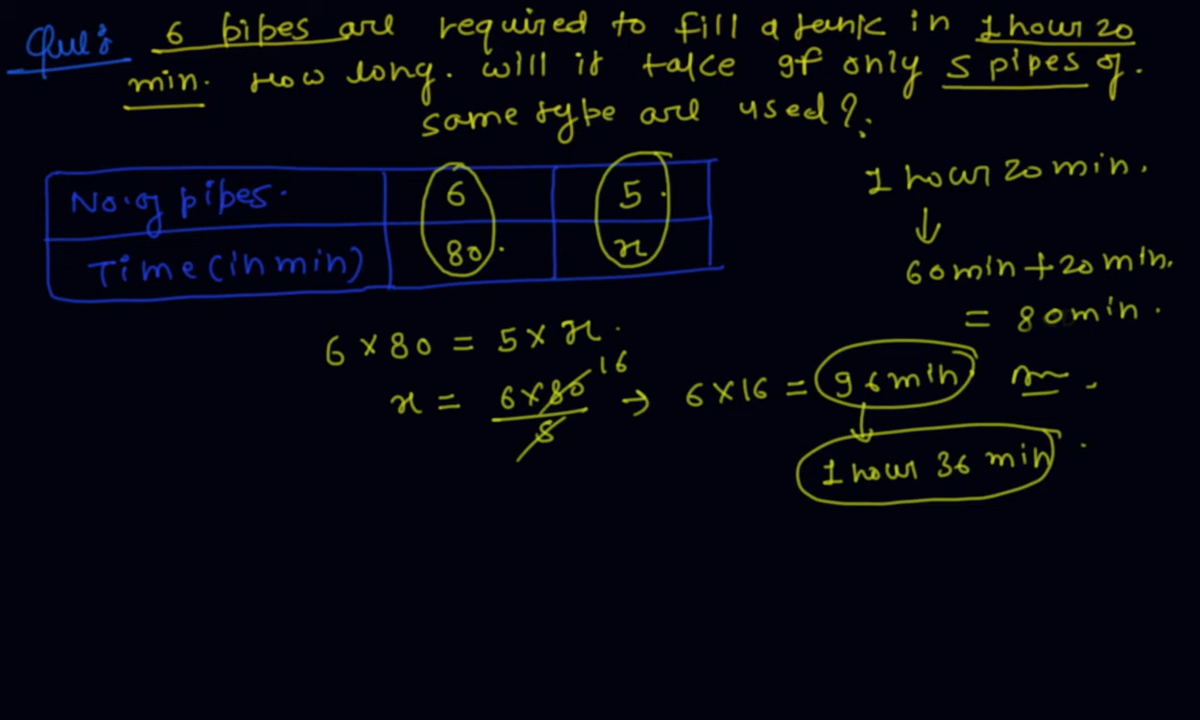 Que:
6 pipes are required to fill a tank in 1 hour 20
min. How long. will it take If only 5 pipes of.
same type are used?.
No. of pipes. 6 5.
Time (in min) 80. x
1 hour 20 min.
↓
60 min + 20 min.
= 80 min.
6 × 80 = 5 × x.
x = 6 × 80 / 5 16 → 6 × 16 = 96 min
↓
1 hour 36 min.